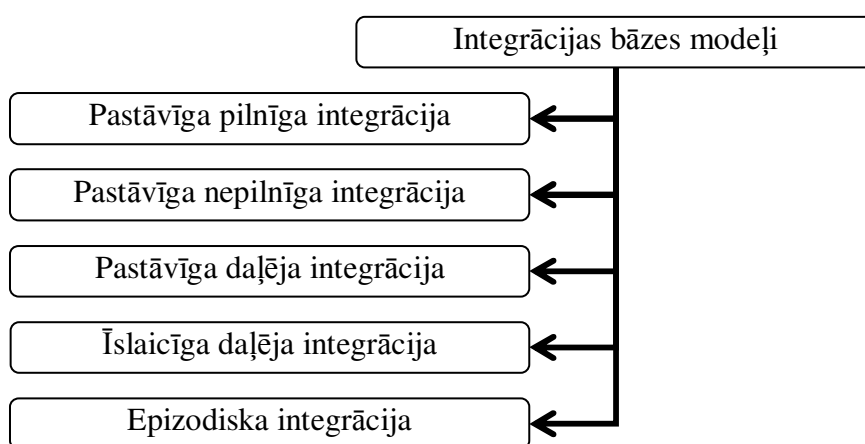 Integrācijas bāzes modeļi
Pastāvīga pilnīga integrācija
Pastāvīga nepilnīga integrācija
Pastāvīga daļēja integrācija
Īslaicīga daļēja integrācija
Epizodiska integrācija